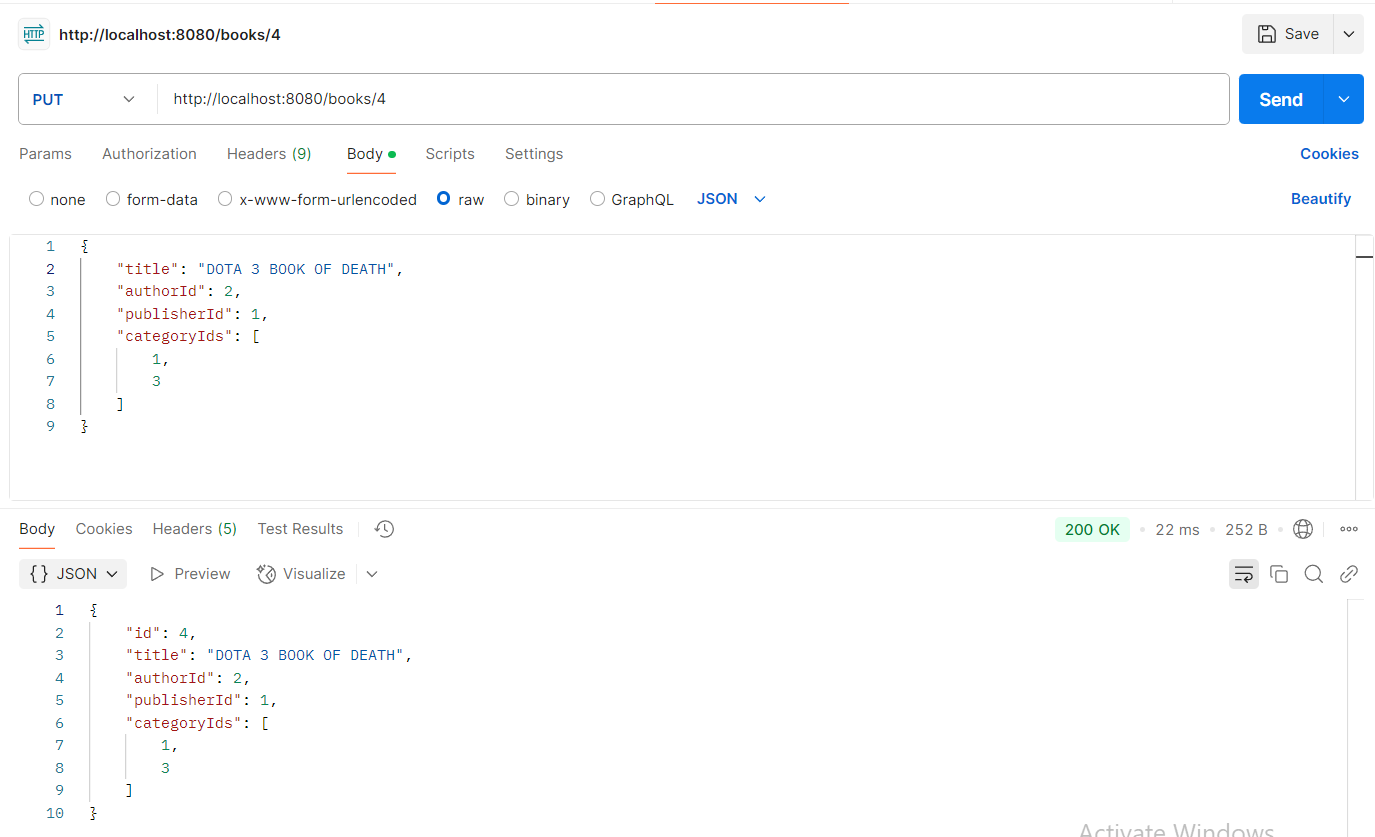 HTTP http://localhost:8080/books/4 Save
PUT http://localhost:8080/books/4 Send
Params Authorization Headers (9) Body Scripts Settings Cookies
none form-data x-www-form-urlencoded raw binary GraphQL JSON Beautify
1 {
2 "title": "DOTA 3 BOOK OF DEATH",
3 "authorId": 2,
4 "publisherId": 1,
5 "categoryIds": [
6 1,
7 3
8 ]
9 }
Body Cookies Headers (5) Test Results 200 OK 22 ms 252 B
{} JSON Preview Visualize
1 {
2 "id": 4,
3 "title": "DOTA 3 BOOK OF DEATH",
4 "authorId": 2,
5 "publisherId": 1,
6 "categoryIds": [
7 1,
8 3
9 ]
10 }
Activate Windows